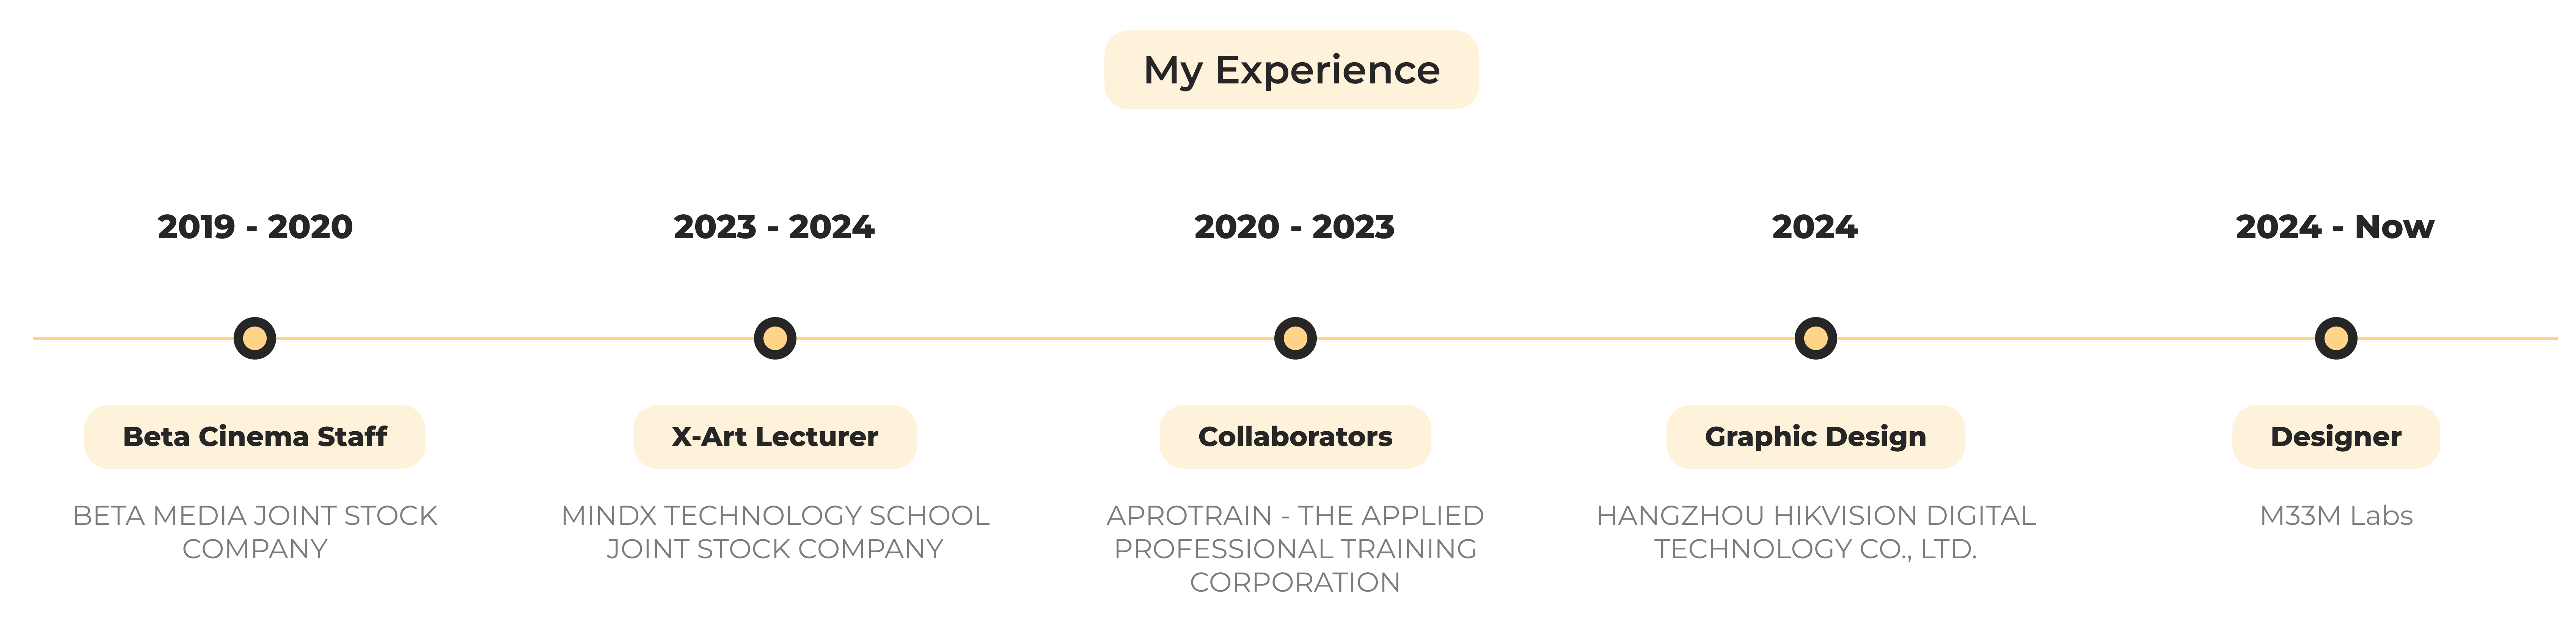 My Experience
2019 - 2020
2023 - 2024
2020 - 2023
2024
2024 - Now
Beta Cinema Staff
X-Art Lecturer
Collaborators
Graphic Design
Designer
BETA MEDIA JOINT STOCK
COMPANY
MINDX TECHNOLOGY SCHOOL
JOINT STOCK COMPANY
APROTRAIN - THE APPLIED
PROFESSIONAL TRAINING
CORPORATION
HANGZHOU HIKVISION DIGITAL
TECHNOLOGY CO., LTD.
M33M Labs